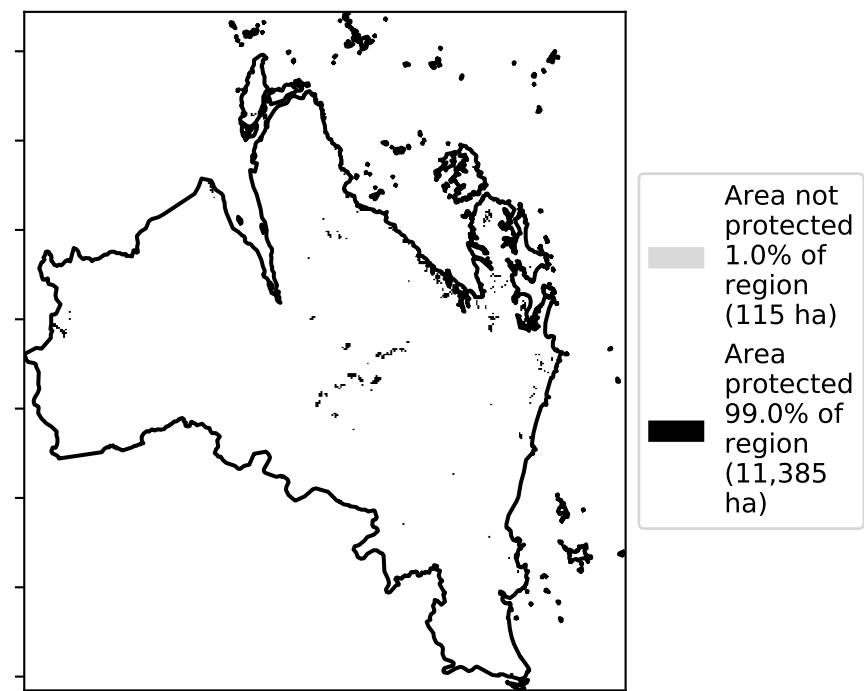 Area not
protected
1.0% of
region
(115 ha)
Area
protected
99.0% of
region
(11,385
ha)